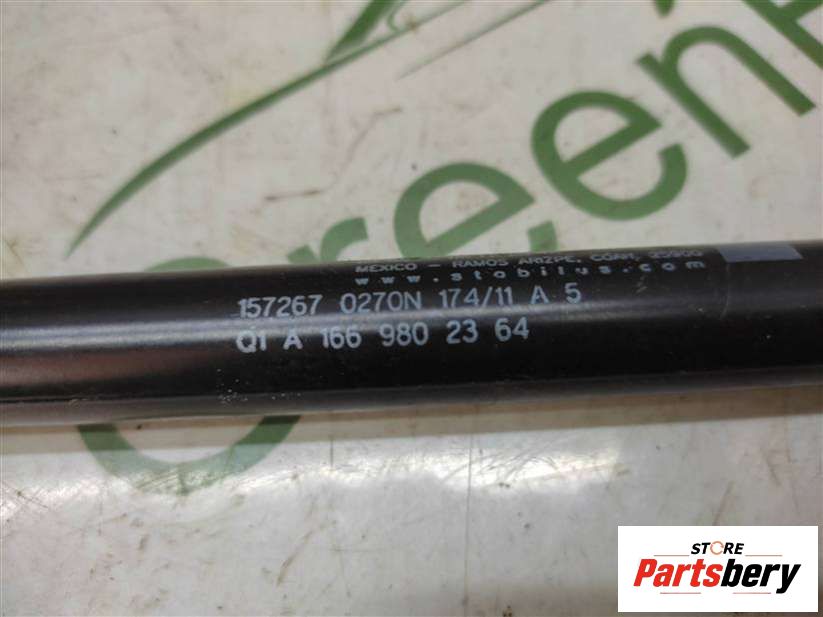 GreenP
MEXICO - RAMOS ARIZPE, COAH, 25900
www.stabilus.com
157267 0270N 174/11 A 5
Q1 A 166 980 23 64
STORE
Partsbery